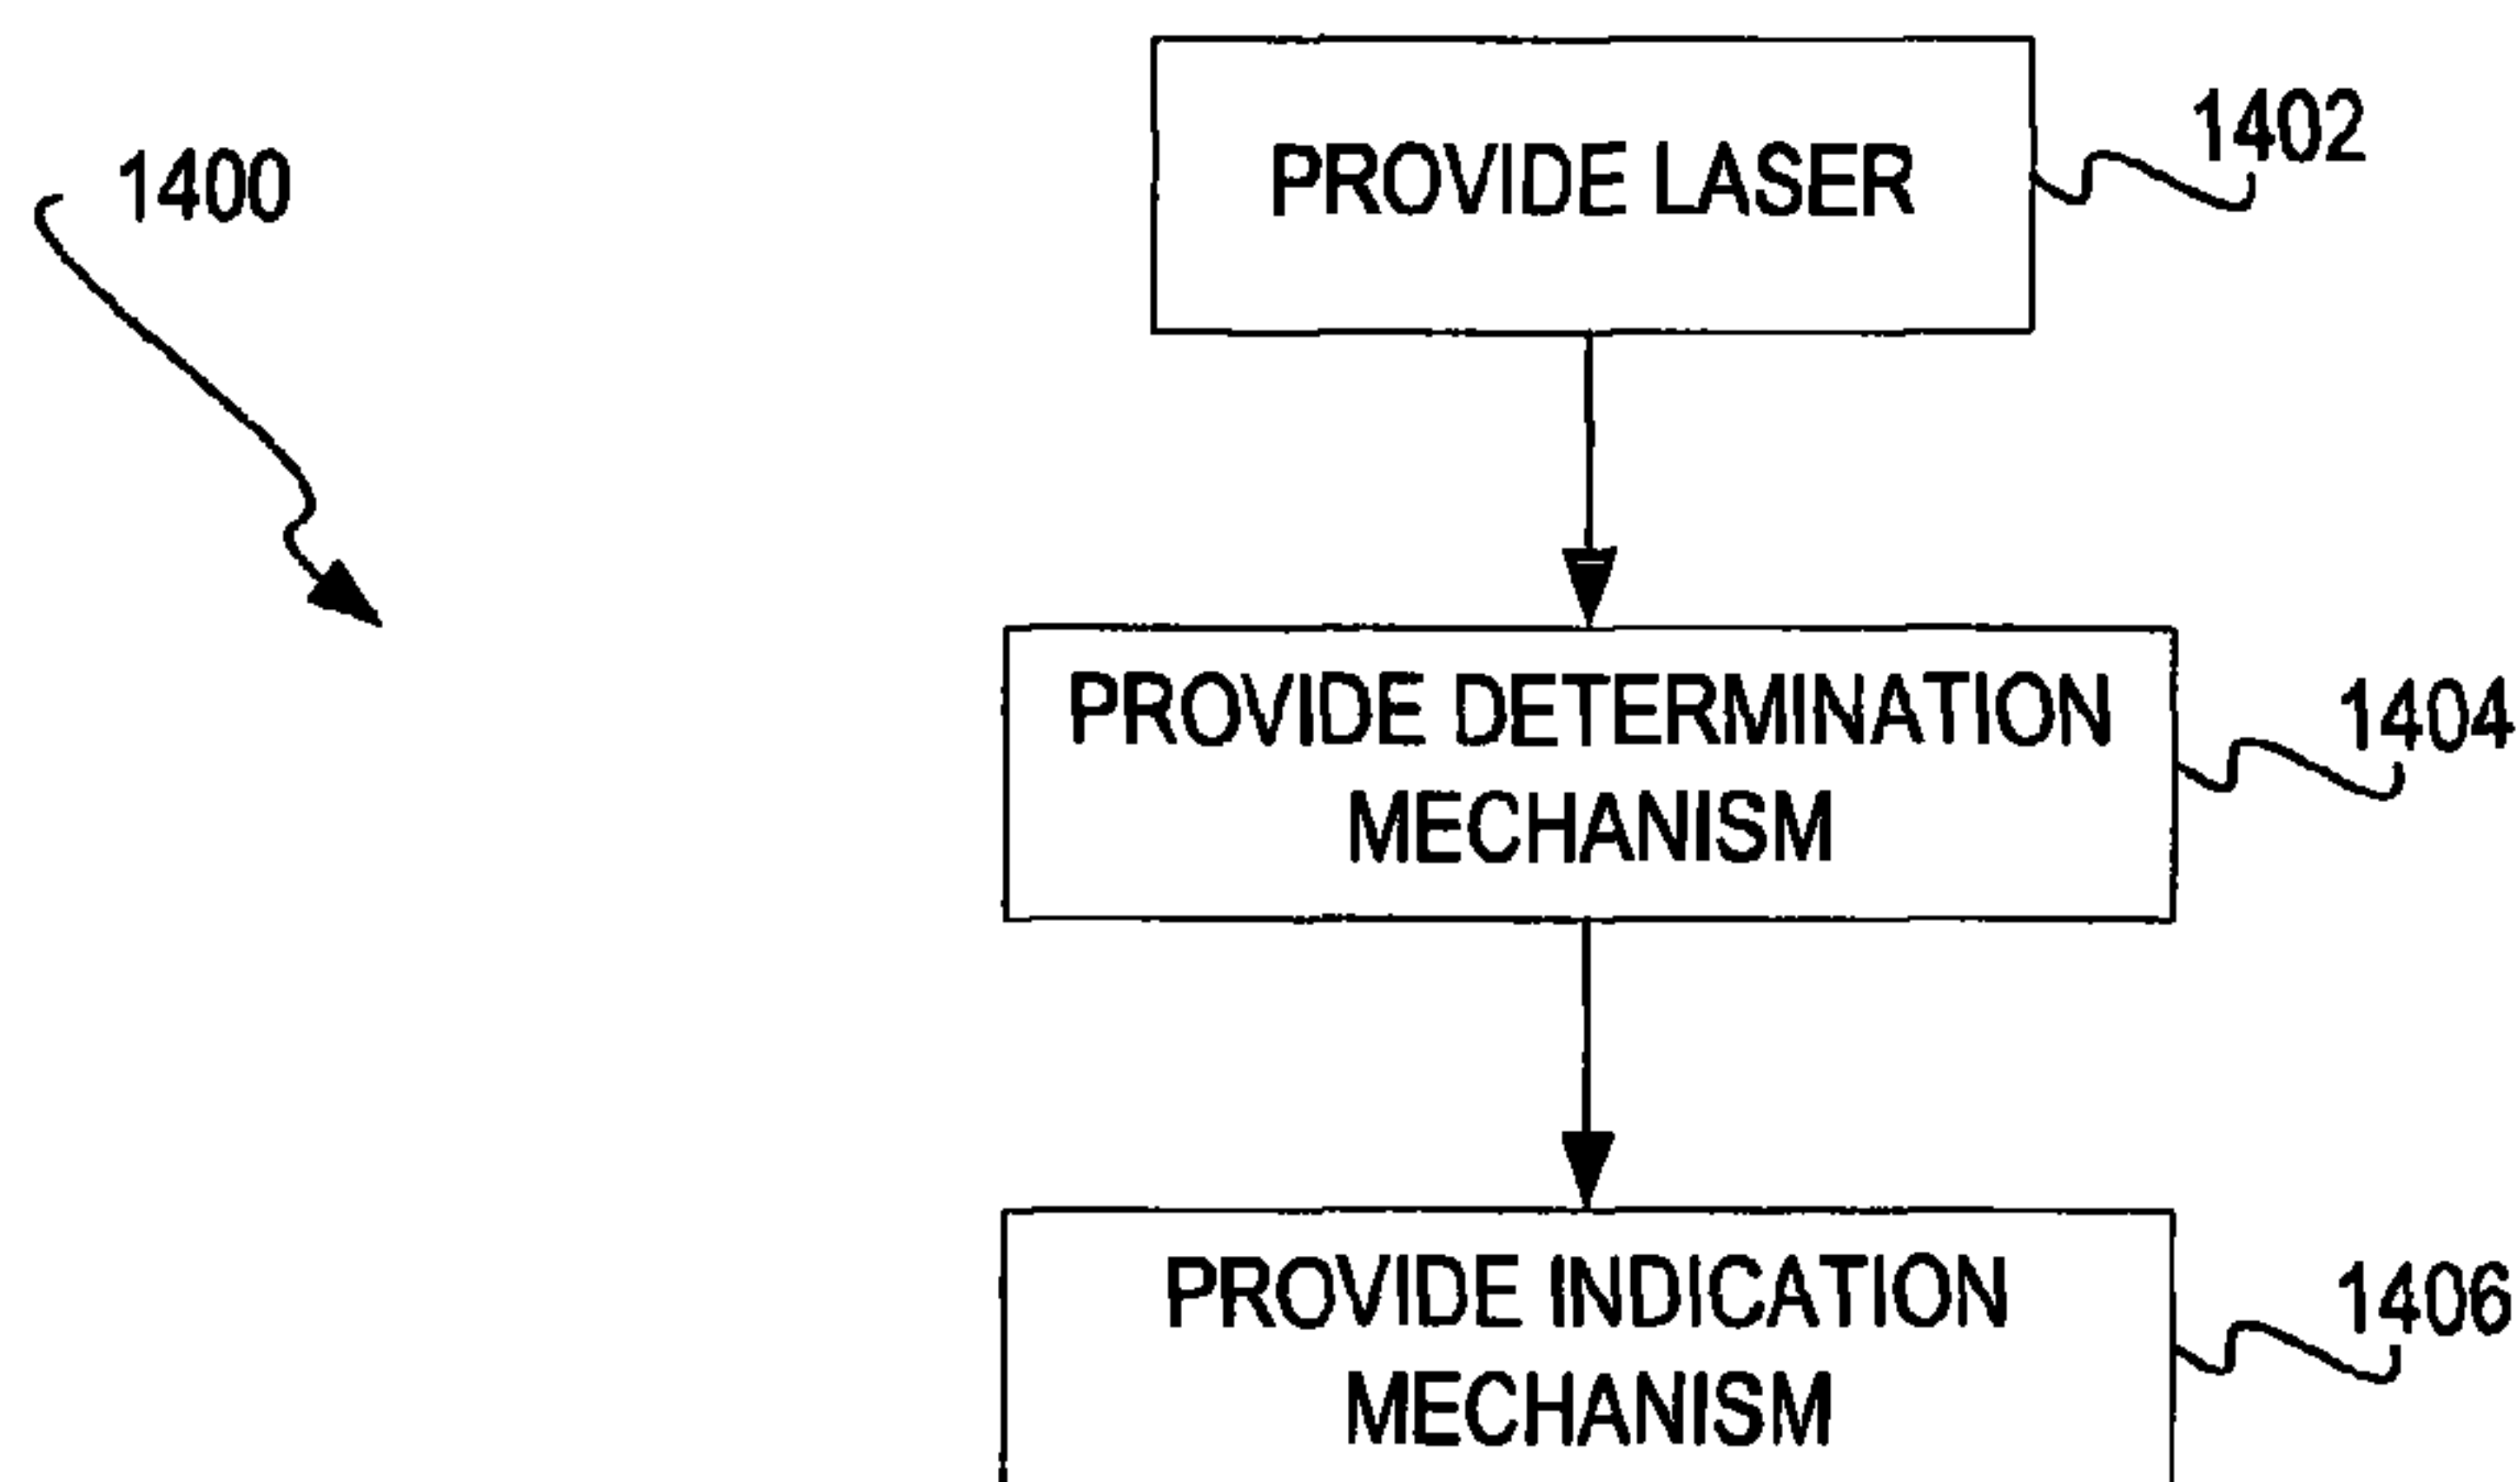 1400
PROVIDE LASER
1402
PROVIDE DETERMINATION
MECHANISM
1404
PROVIDE INDICATION
MECHANISM
1406